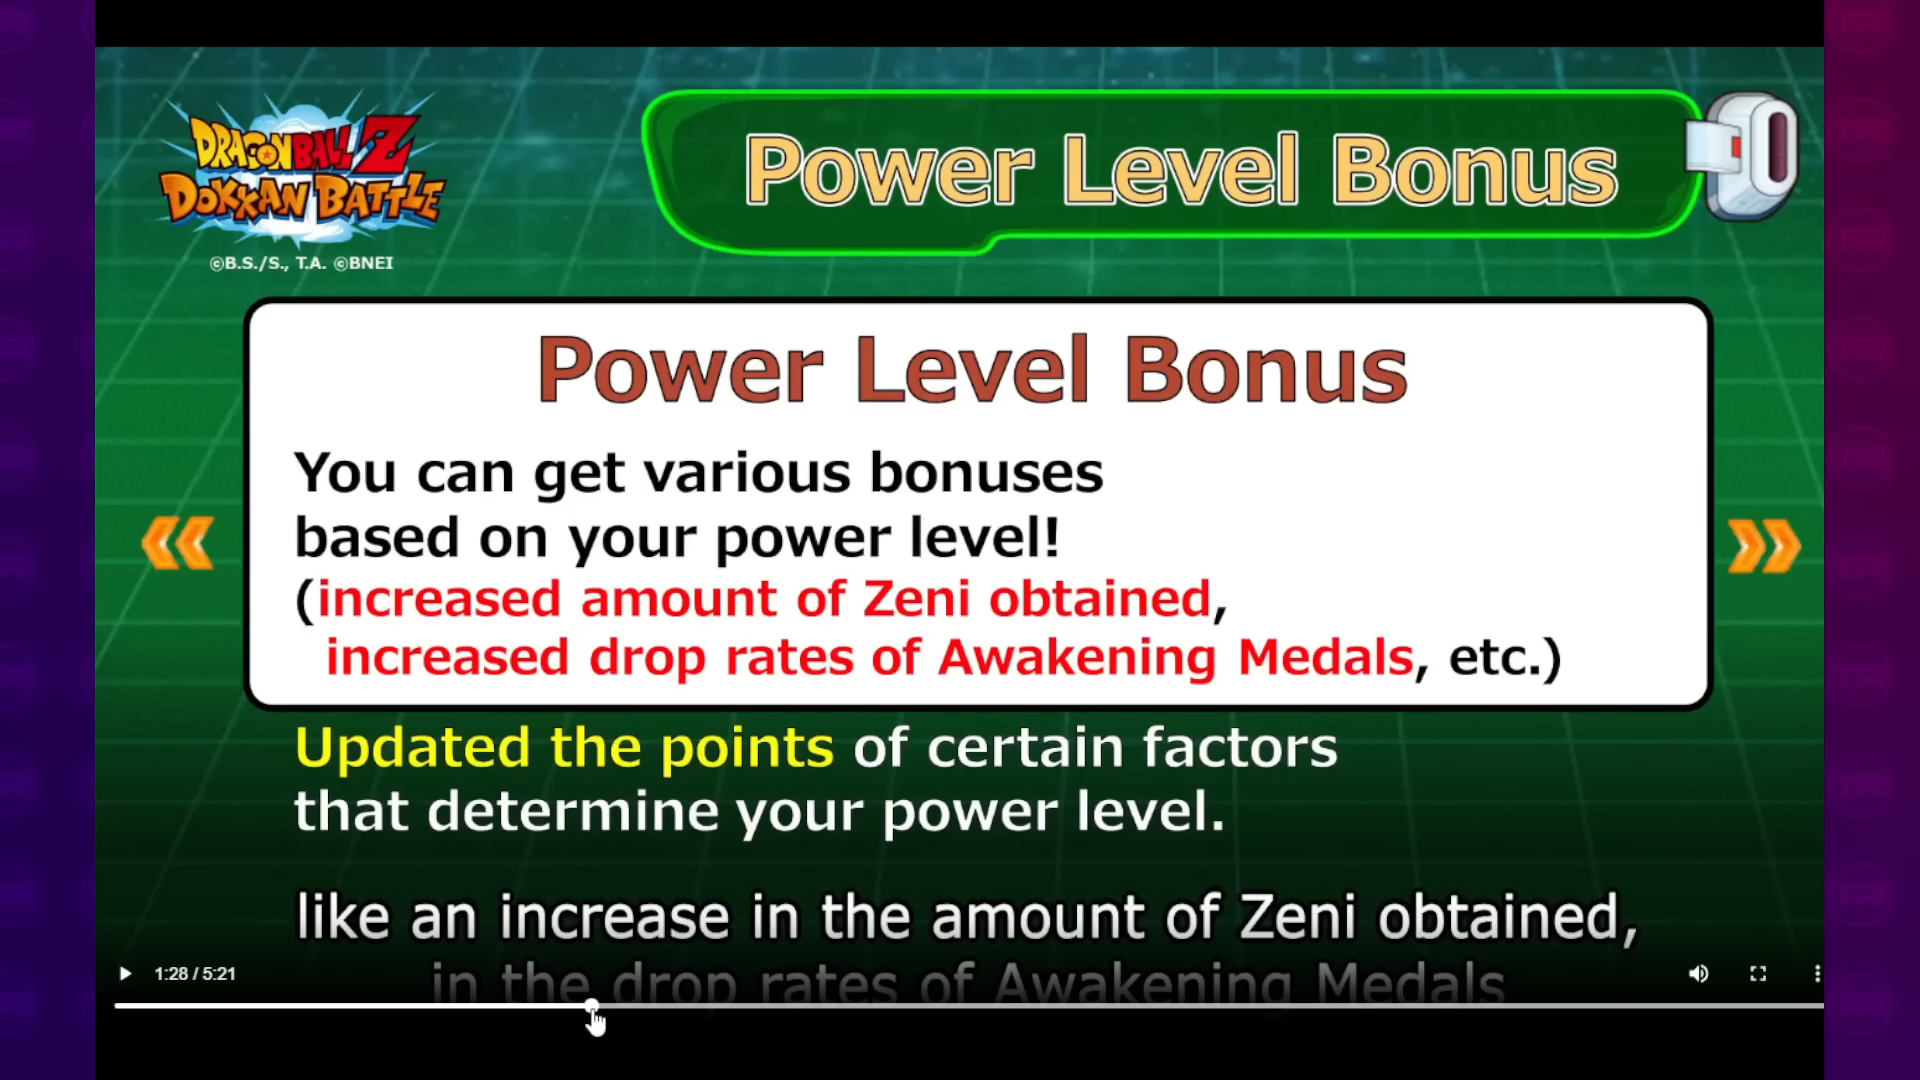 DRAGONBALL Z
DOKKAN BATTLE
©B.S./S., T.A. ©BNEI
Power Level Bonus
Power Level Bonus
You can get various bonuses
based on your power level!
(increased amount of Zeni obtained,
increased drop rates of Awakening Medals, etc.)
Updated the points of certain factors
that determine your power level.
like an increase in the amount of Zeni obtained,
in the drop rates of Awakening Medals
1:28 / 5:21